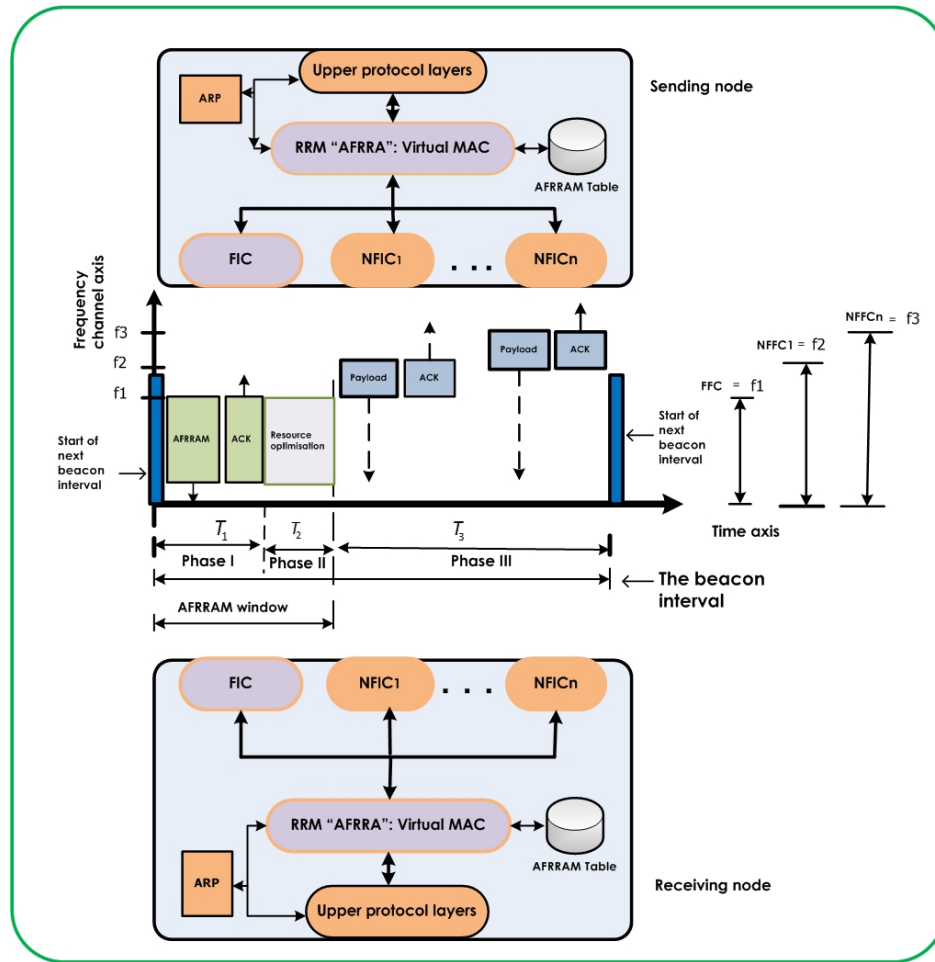 Upper protocol layers
Sending node
ARP
RRM “AFRRA”: Virtual MAC
AFRRAM Table
FIC
NFIC1
. . .
NFICn
Frequency
channel axis
f3
f2
f1
Payload
ACK
Payload
ACK
NFFCn = f3
NFFC1 = f2
FFC = f1
AFRRAM
ACK
Resource
optimisation
Start of
next
beacon
interval
Start of
next
beacon
interval
T1
T2
T3
Time axis
Phase I
Phase II
Phase III
The beacon
interval
AFRRAM window
FIC
NFIC1
. . .
NFICn
RRM “AFRRA”: Virtual MAC
AFRRAM Table
ARP
Receiving node
Upper protocol layers